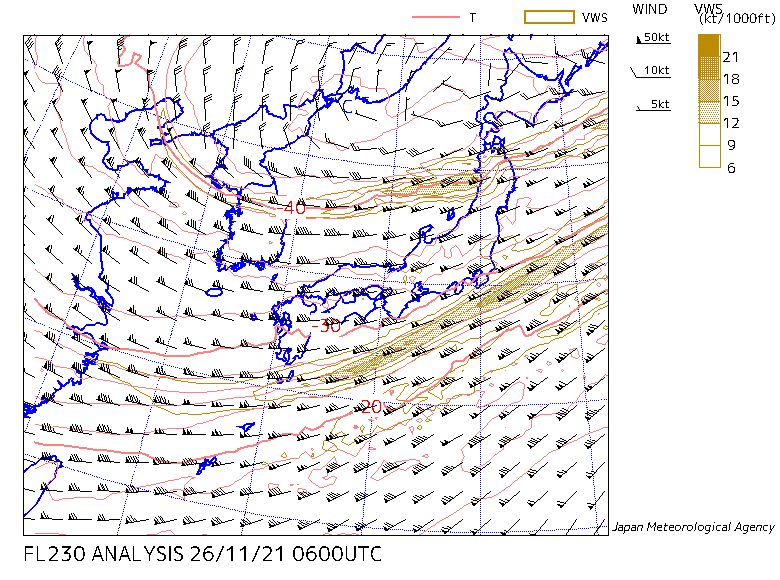 T
VWS
WIND
VWS
(kt/1000ft)
50kt
10kt
5kt
21
18
15
12
9
6
-40
-30
-20
Japan Meteorological Agency
FL230 ANALYSIS 26/11/21 0600UTC